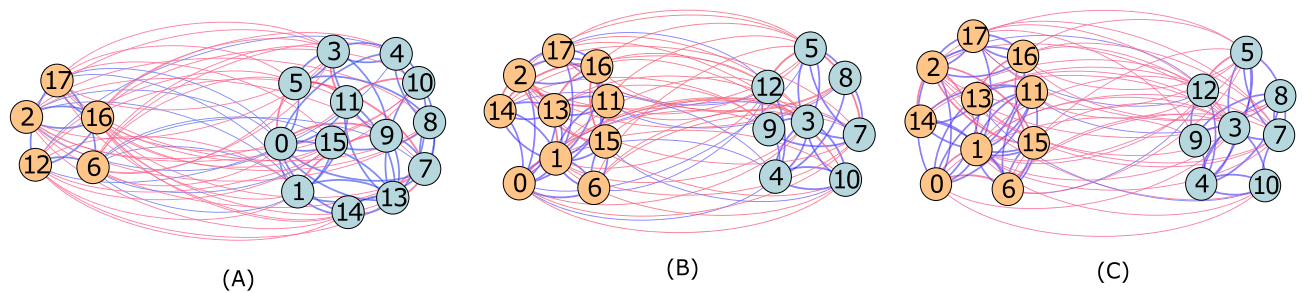 17 2 16 12 6 3 4 5 10 11 8 0 15 9 7 1 13 14
17 2 16 14 13 11 15 1 0 6 5 12 8 9 3 7 4 10
17 2 16 13 11 14 1 15 0 6 5 12 8 9 3 7 4 10
(A)
(B)
(C)